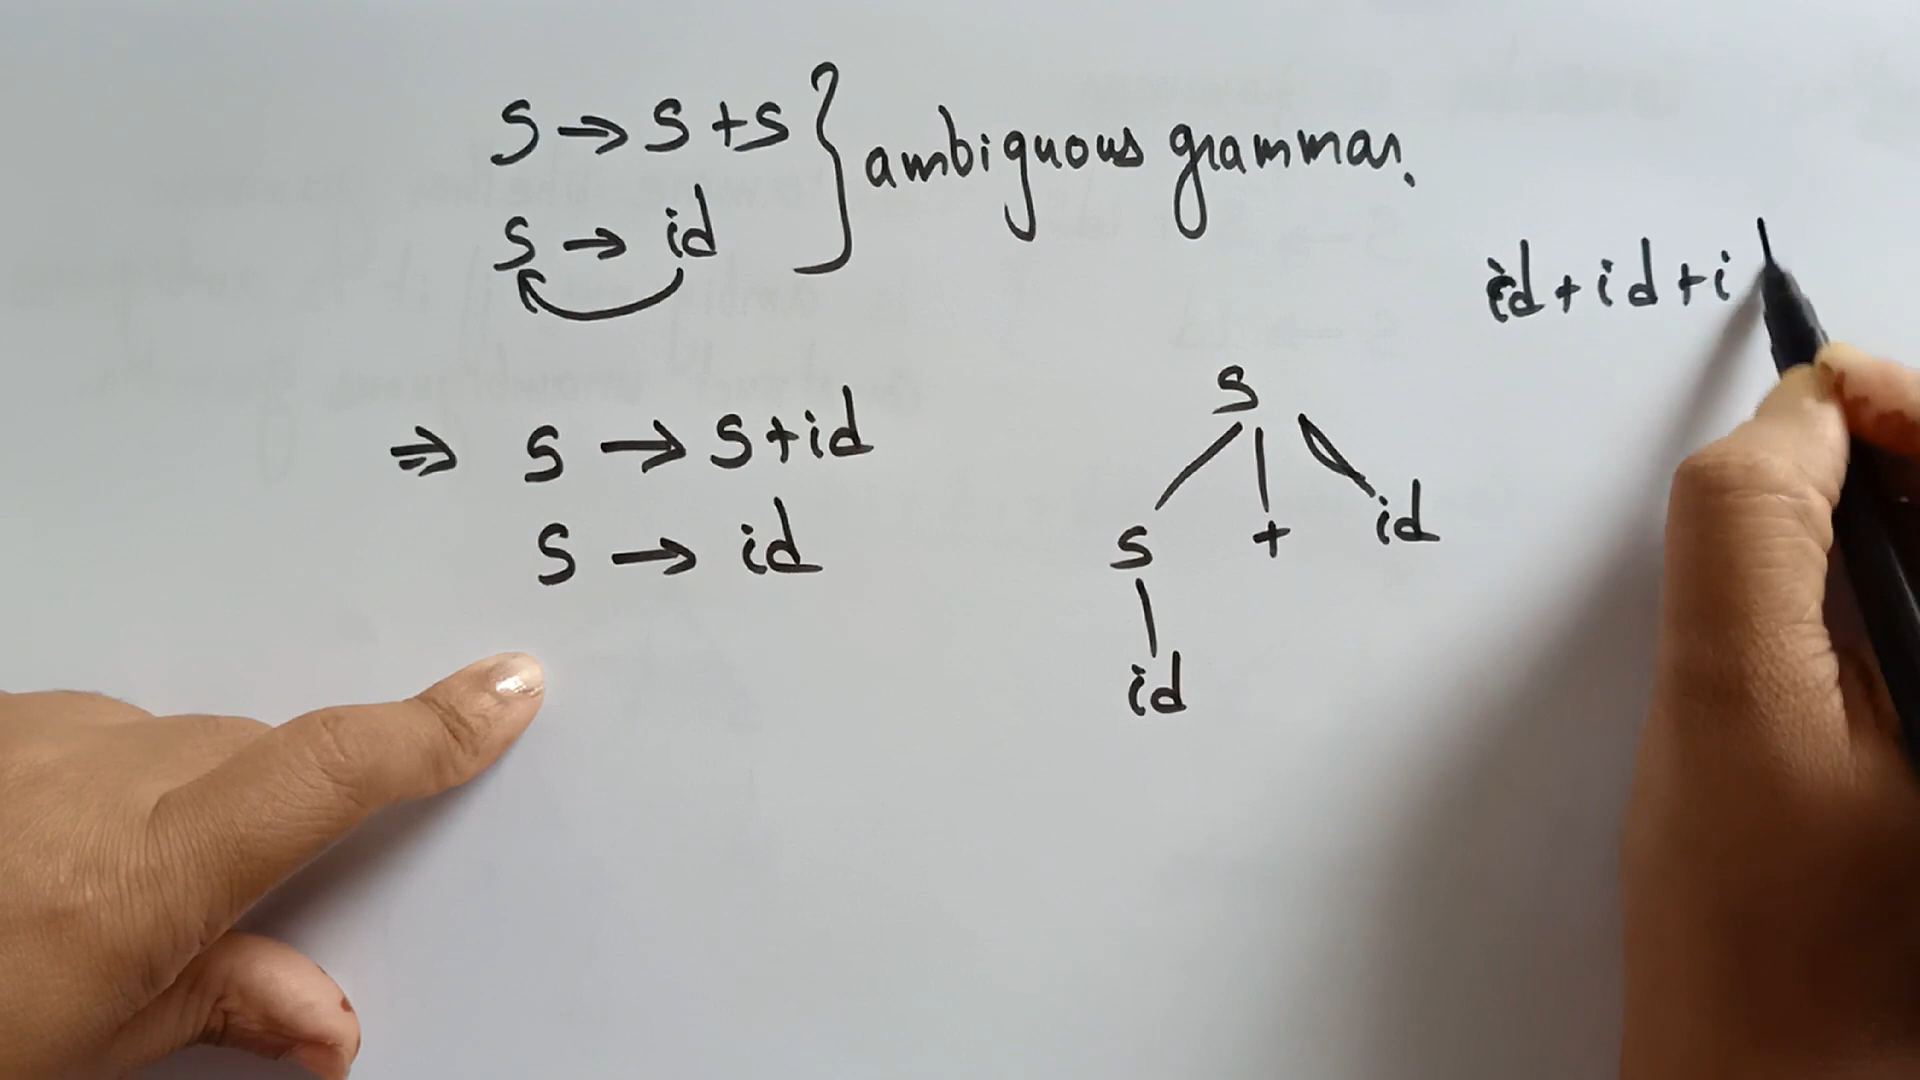 S → S + S } ambiguous grammar.
S → id
id + id + i
⇒ S → S + id
S → id
S
S + id
id